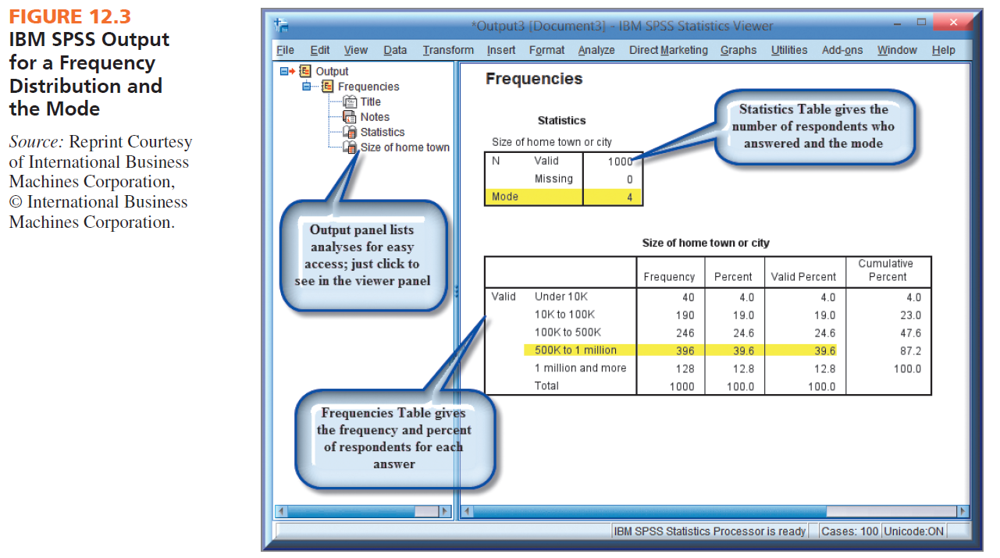 FIGURE 12.3
IBM SPSS Output
for a Frequency
Distribution and
the Mode
Source: Reprint Courtesy
of International Business
Machines Corporation,
© International Business
Machines Corporation.
*Output3 [Document3] - IBM SPSS Statistics Viewer
File Edit View Data Transform Insert Format Analyze Direct Marketing Graphs Utilities Add-ons Window Help
Output
Frequencies
Title
Notes
Statistics
Size of home town
Output panel lists
analyses for easy
access; just click to
see in the viewer panel
Frequencies
Statistics
Size of home town or city
N Valid 1000
Missing 0
Mode 4
Statistics Table gives the
number of respondents who
answered and the mode
Size of home town or city
Frequency Percent Valid Percent Cumulative Percent
Valid Under 10K 40 4.0 4.0 4.0
10K to 100K 190 19.0 19.0 23.0
100K to 500K 246 24.6 24.6 47.6
500K to 1 million 396 39.6 39.6 87.2
1 million and more 128 12.8 12.8 100.0
Total 1000 100.0 100.0
Frequencies Table gives
the frequency and percent
of respondents for each
answer
IBM SPSS Statistics Processor is ready Cases: 100 Unicode:ON